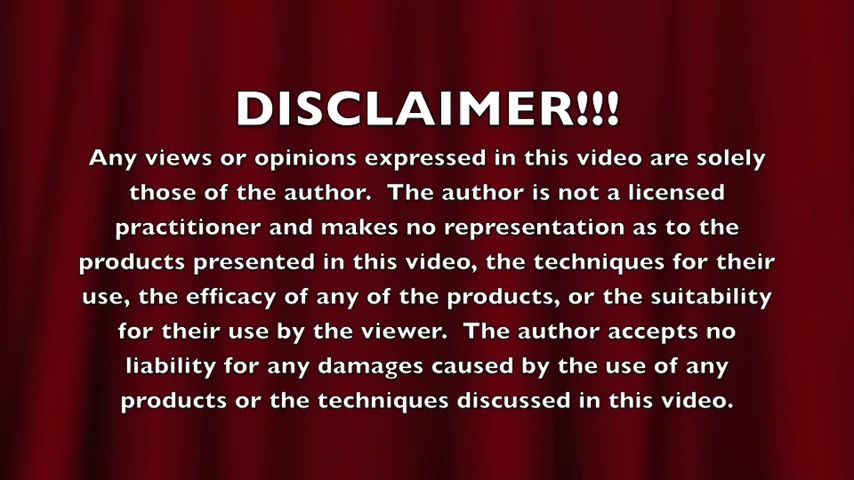 DISCLAIMER!!!
Any views or opinions expressed in this video are solely
those of the author.  The author is not a licensed
practitioner and makes no representation as to the
products presented in this video, the techniques for their
use, the efficacy of any of the products, or the suitability
for their use by the viewer.  The author accepts no
liability for any damages caused by the use of any
products or the techniques discussed in this video.